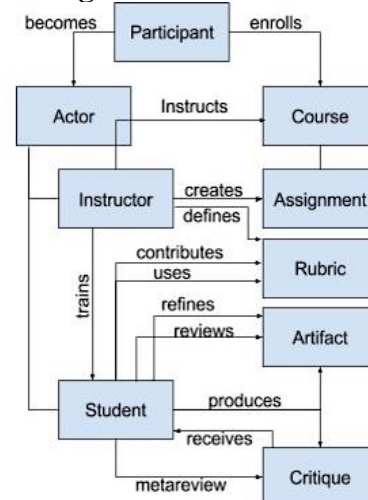 becomes
Participant
enrolls
Actor
Instructs
Course
Instructor
creates
Assignment
defines
contributes
Rubric
uses
trains
refines
Artifact
reviews
Student
produces
receives
metareview
Critique